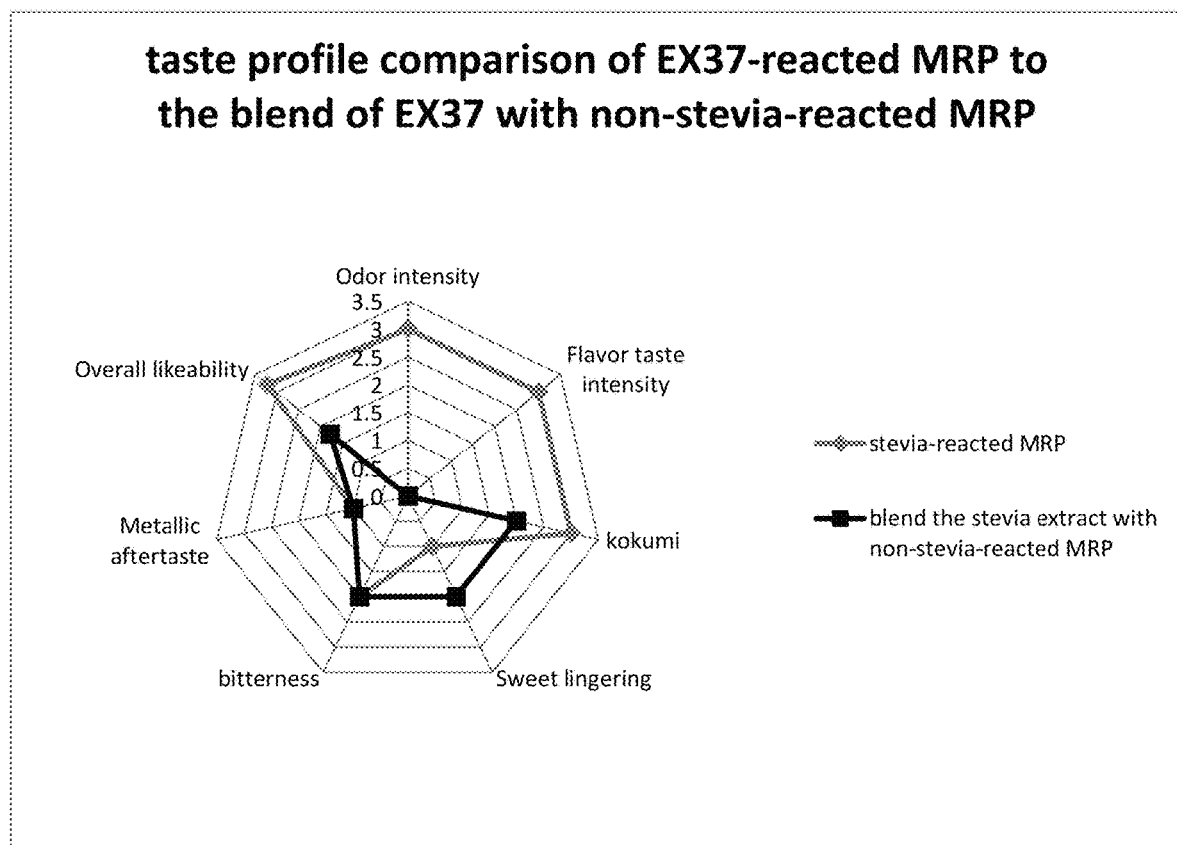 taste profile comparison of EX37-reacted MRP to
the blend of EX37 with non-stevia-reacted MRP
Odor intensity
3.5
3
2.5
2
1.5
1
0.5
0
Flavor taste
intensity
kokumi
Sweet lingering
bitterness
Metallic
aftertaste
Overall likeability
stevia-reacted MRP
blend the stevia extract with
non-stevia-reacted MRP